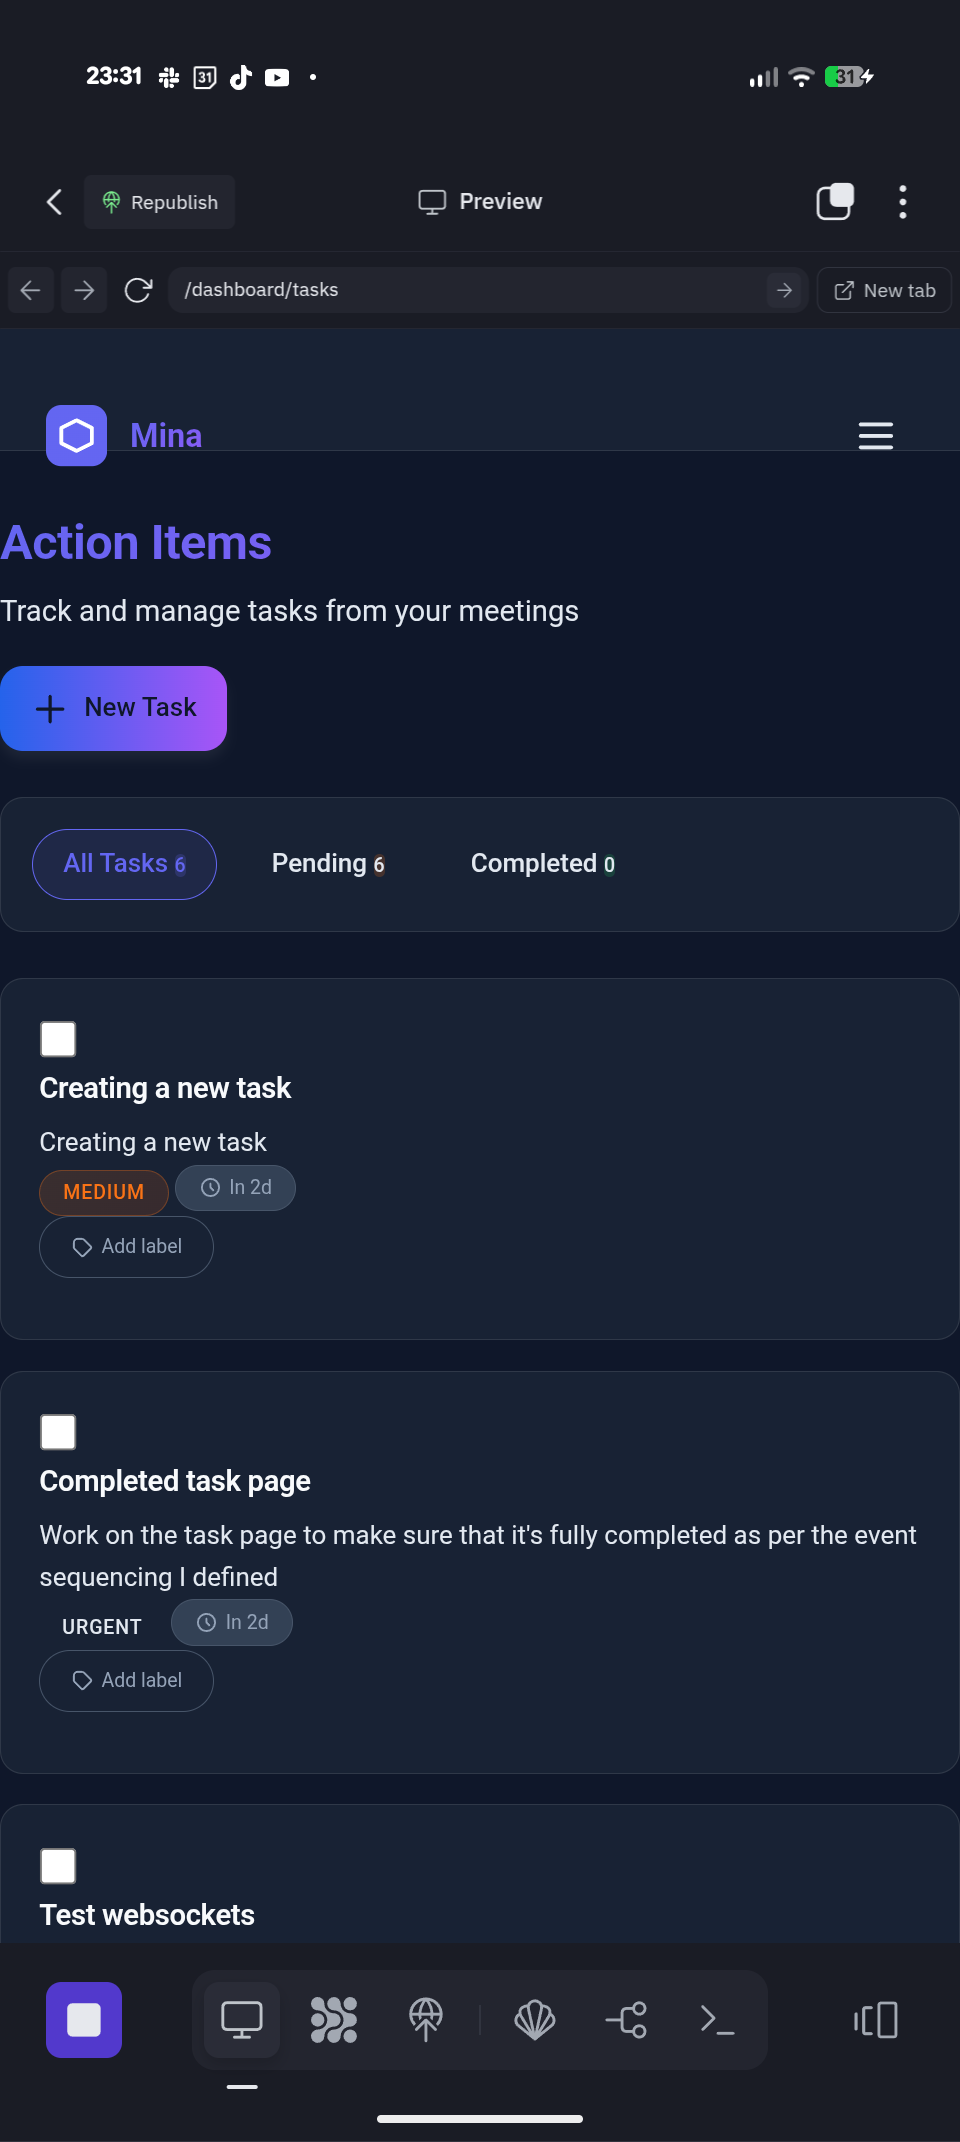 23:31
31
31
Republish
Preview
/dashboard/tasks
New tab
Mina
Action Items
Track and manage tasks from your meetings
New Task
All Tasks 6
Pending 6
Completed 0
Creating a new task
Creating a new task
MEDIUM
In 2d
Add label
Completed task page
Work on the task page to make sure that it's fully completed as per the event
sequencing I defined
URGENT
In 2d
Add label
Test websockets